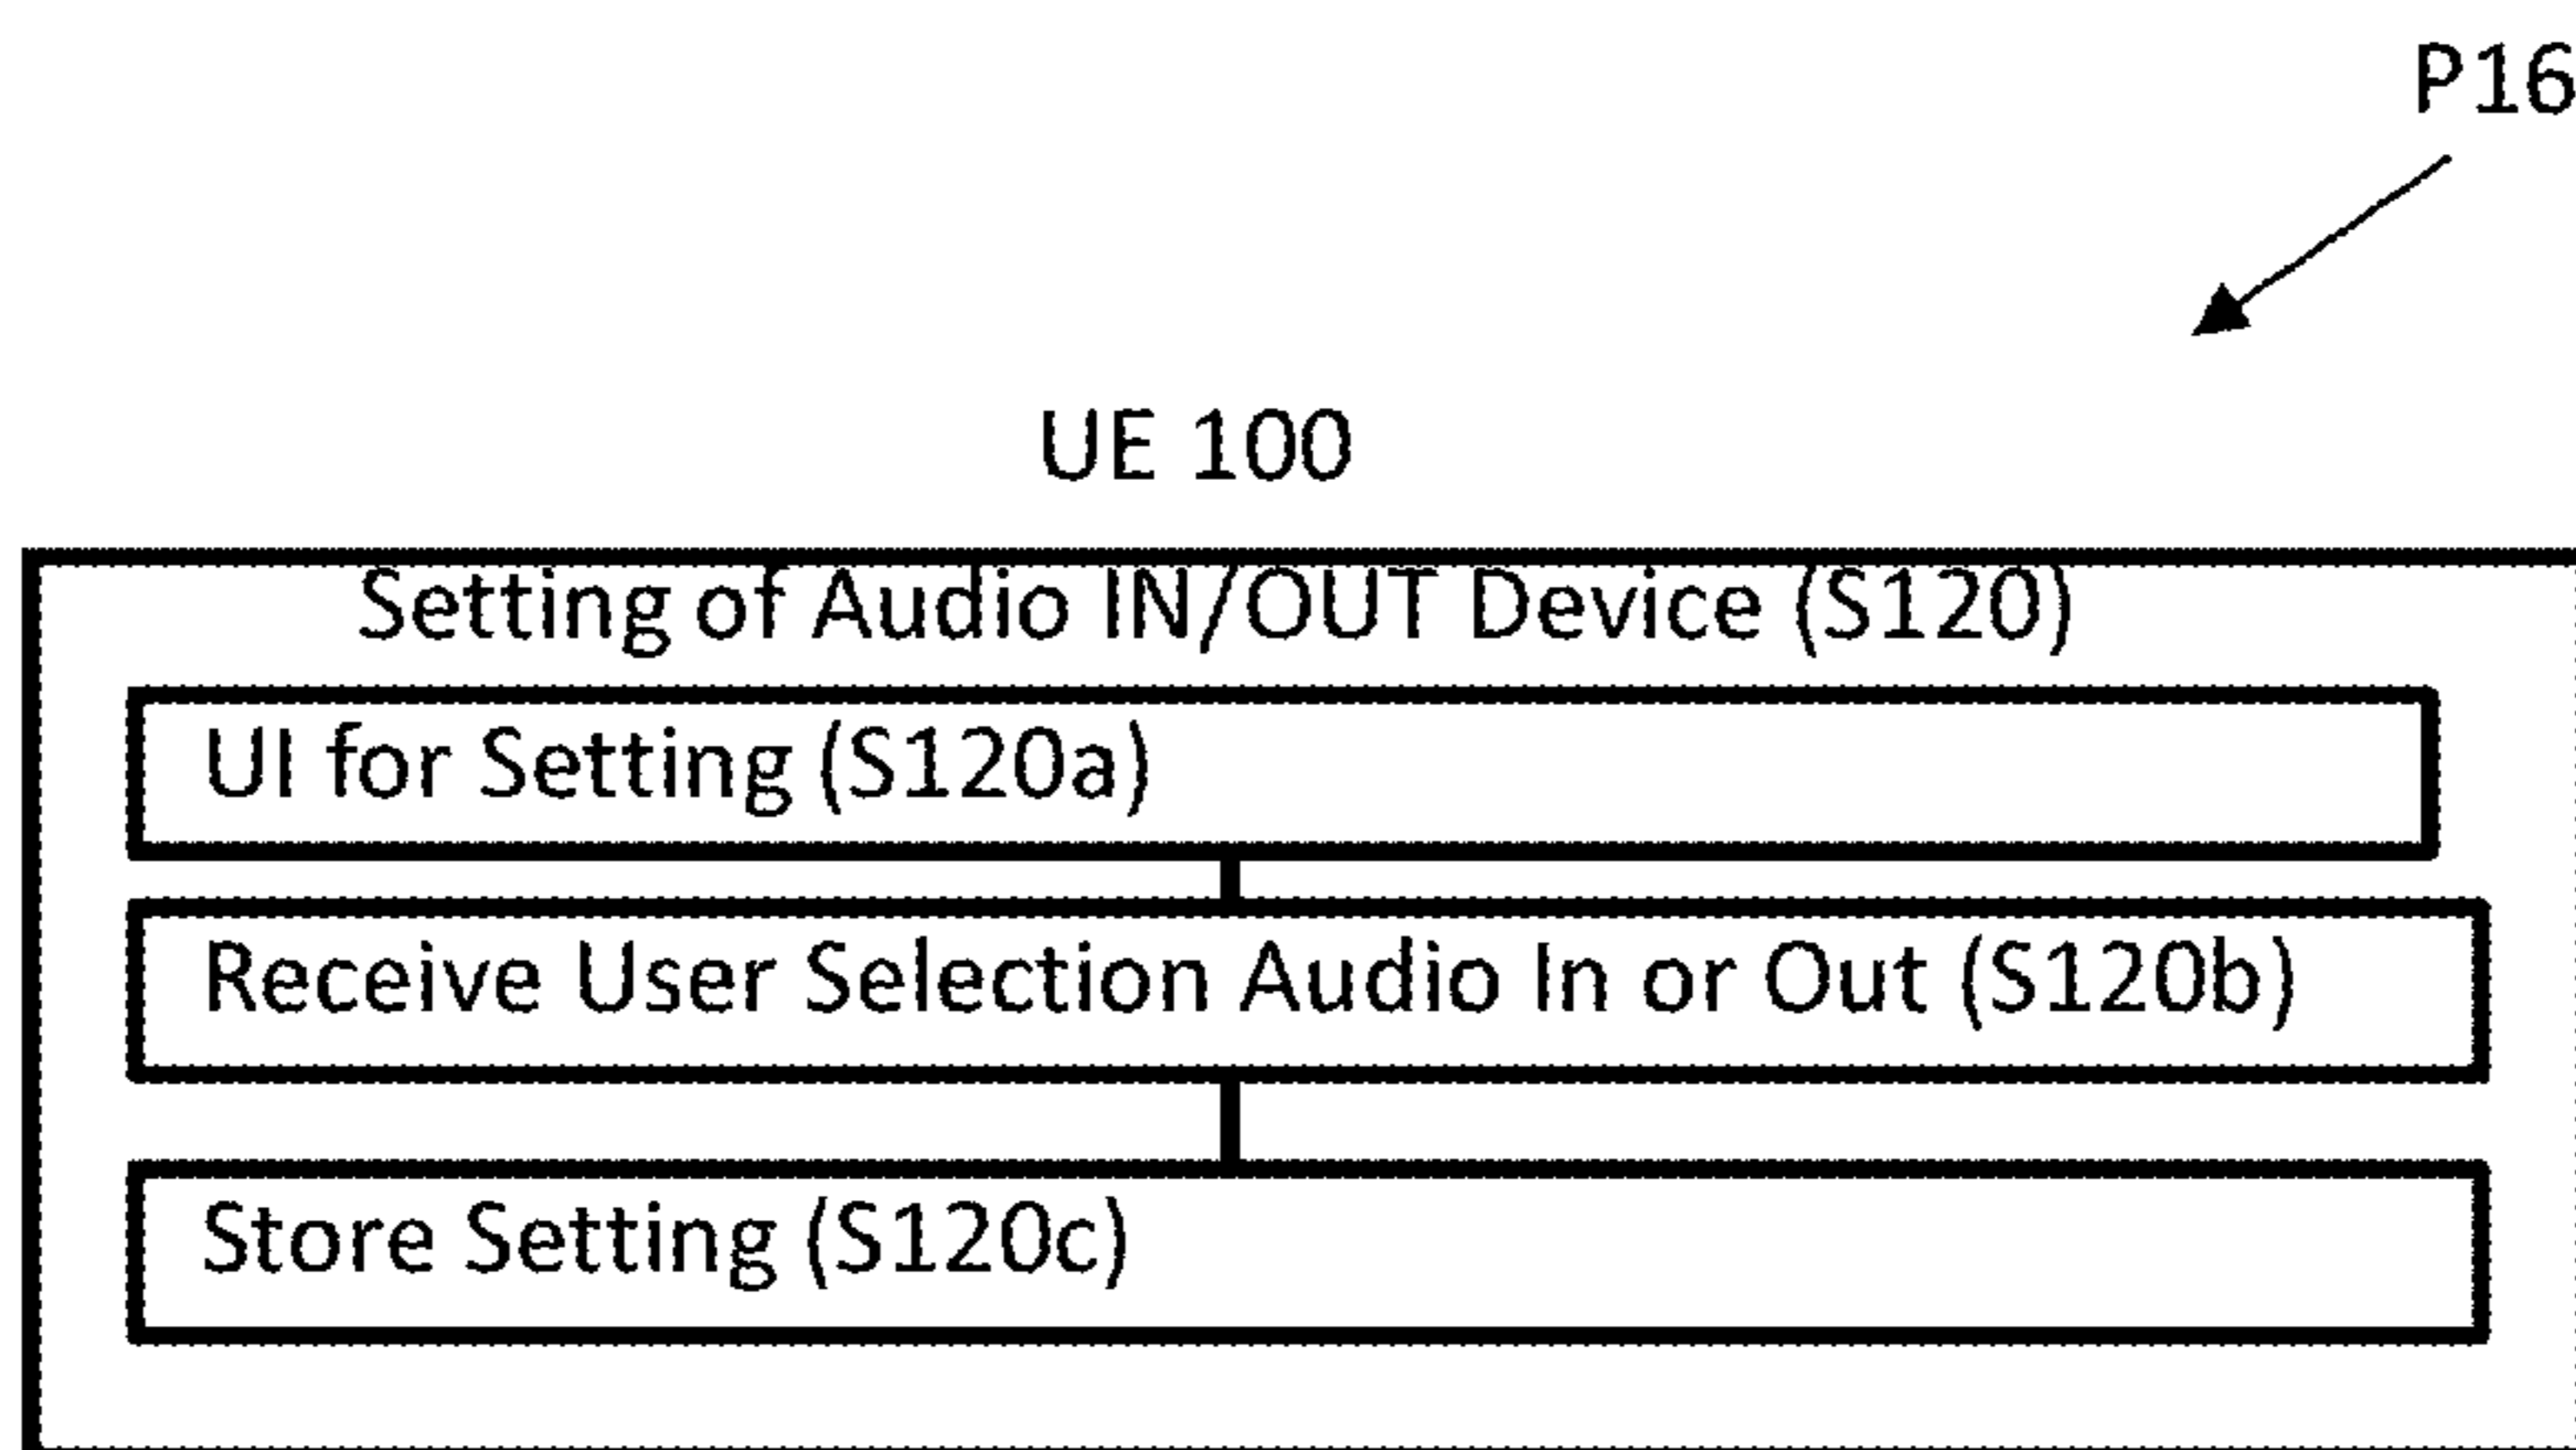 P16
UE 100
Setting of Audio IN/OUT Device (S120)
UI for Setting (S120a)
Receive User Selection Audio In or Out (S120b)
Store Setting (S120c)